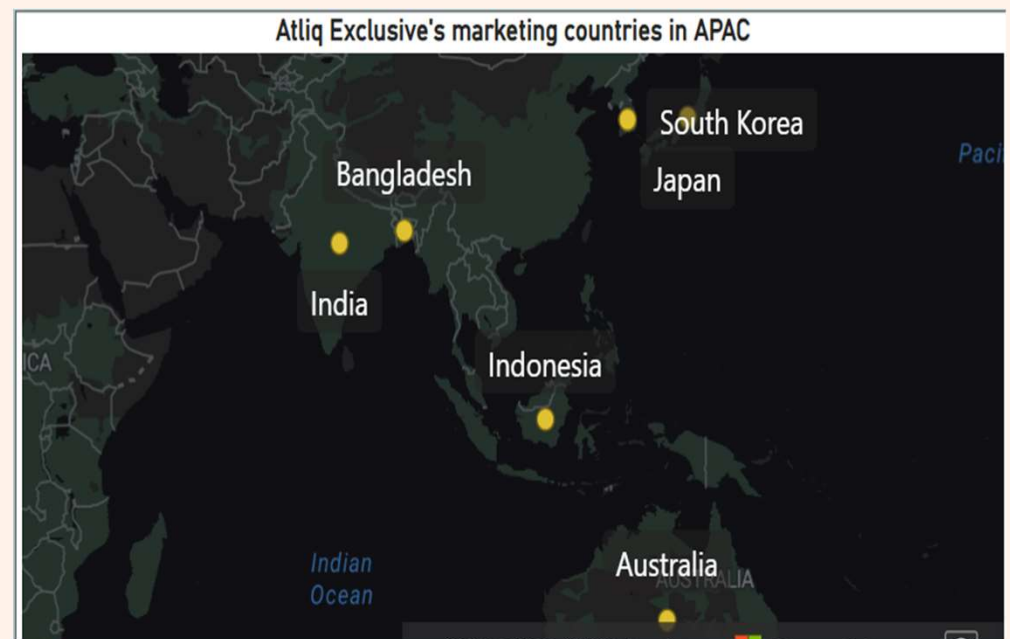 Atliq Exclusive's marketing countries in APAC
South Korea
Paci
Bangladesh
Japan
India
Indonesia
ICA
Australia
AUSTRALIA
Indian
Ocean